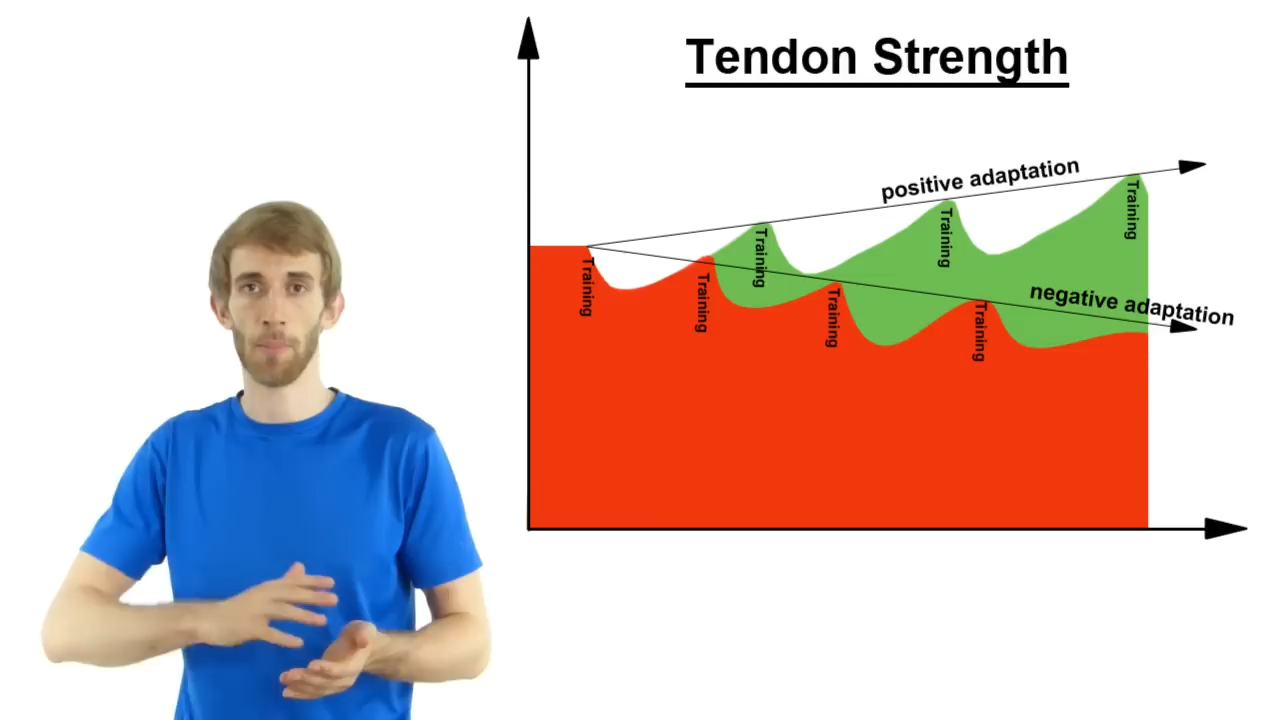 Tendon Strength
positive adaptation
negative adaptation
Training
Training
Training
Training
Training
Training
Training